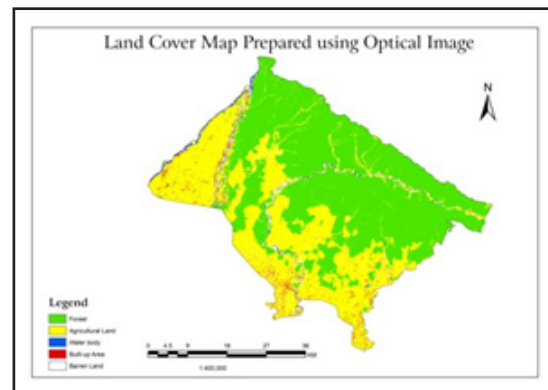 Land Cover Map Prepared using Optical Image
N
Legend
Forest
Agricultural Land
Water body
Built-up Area
Barren Land
0 4.5 9 18 27 36
KM
1:400,000